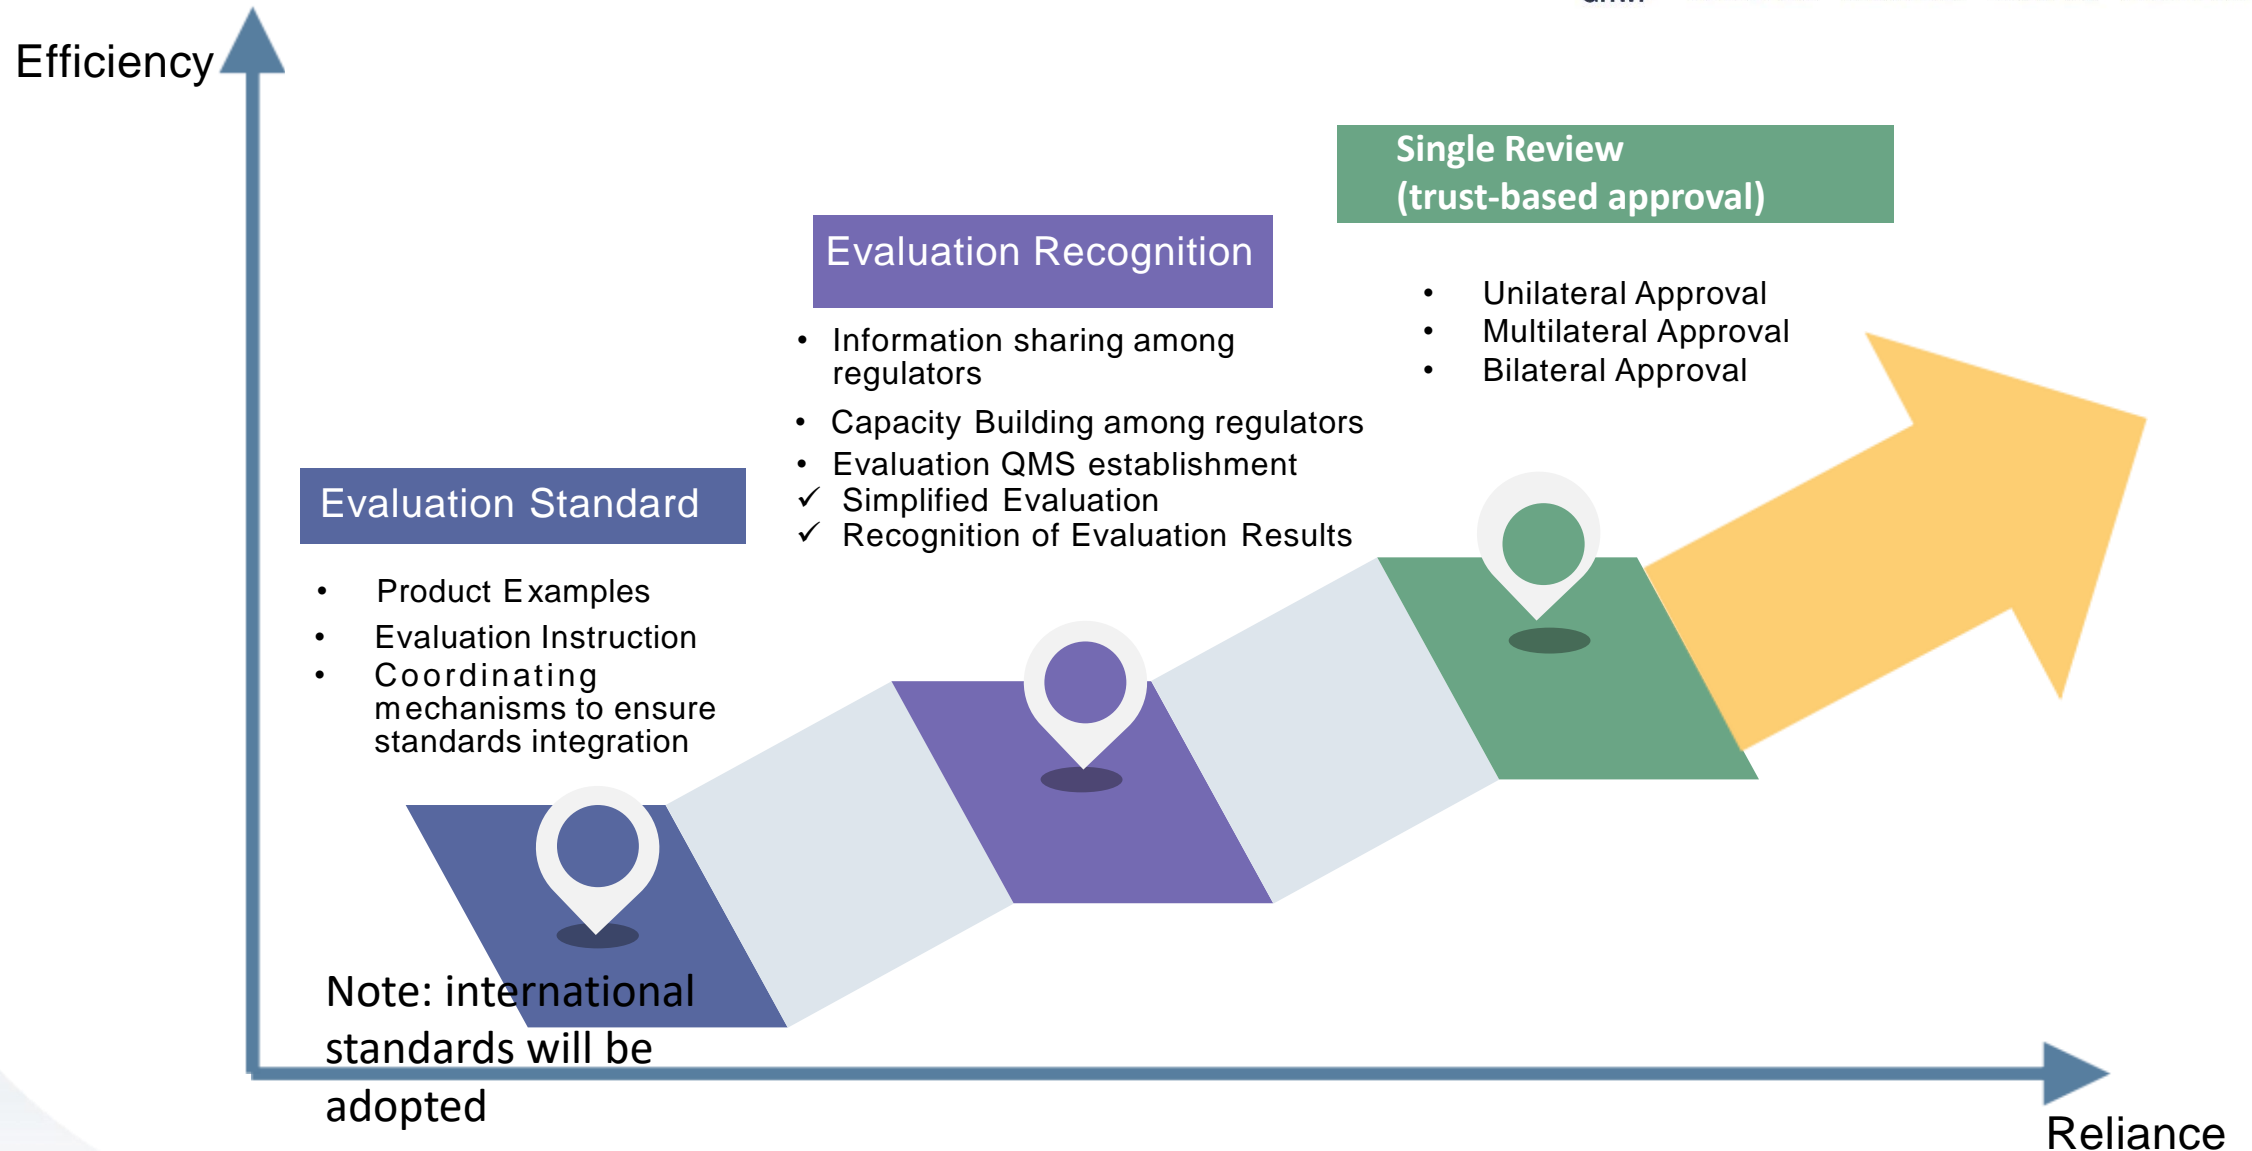 Efficiency
Single Review
(trust-based approval)
Evaluation Recognition
• Unilateral Approval
• Multilateral Approval
• Bilateral Approval
• Information sharing among
regulators
• Capacity Building among regulators
• Evaluation QMS establishment
✓ Simplified Evaluation
✓ Recognition of Evaluation Results
Evaluation Standard
• Product Examples
• Evaluation Instruction
• Coordinating
mechanisms to ensure
standards integration
Note: international
standards will be
adopted
Reliance